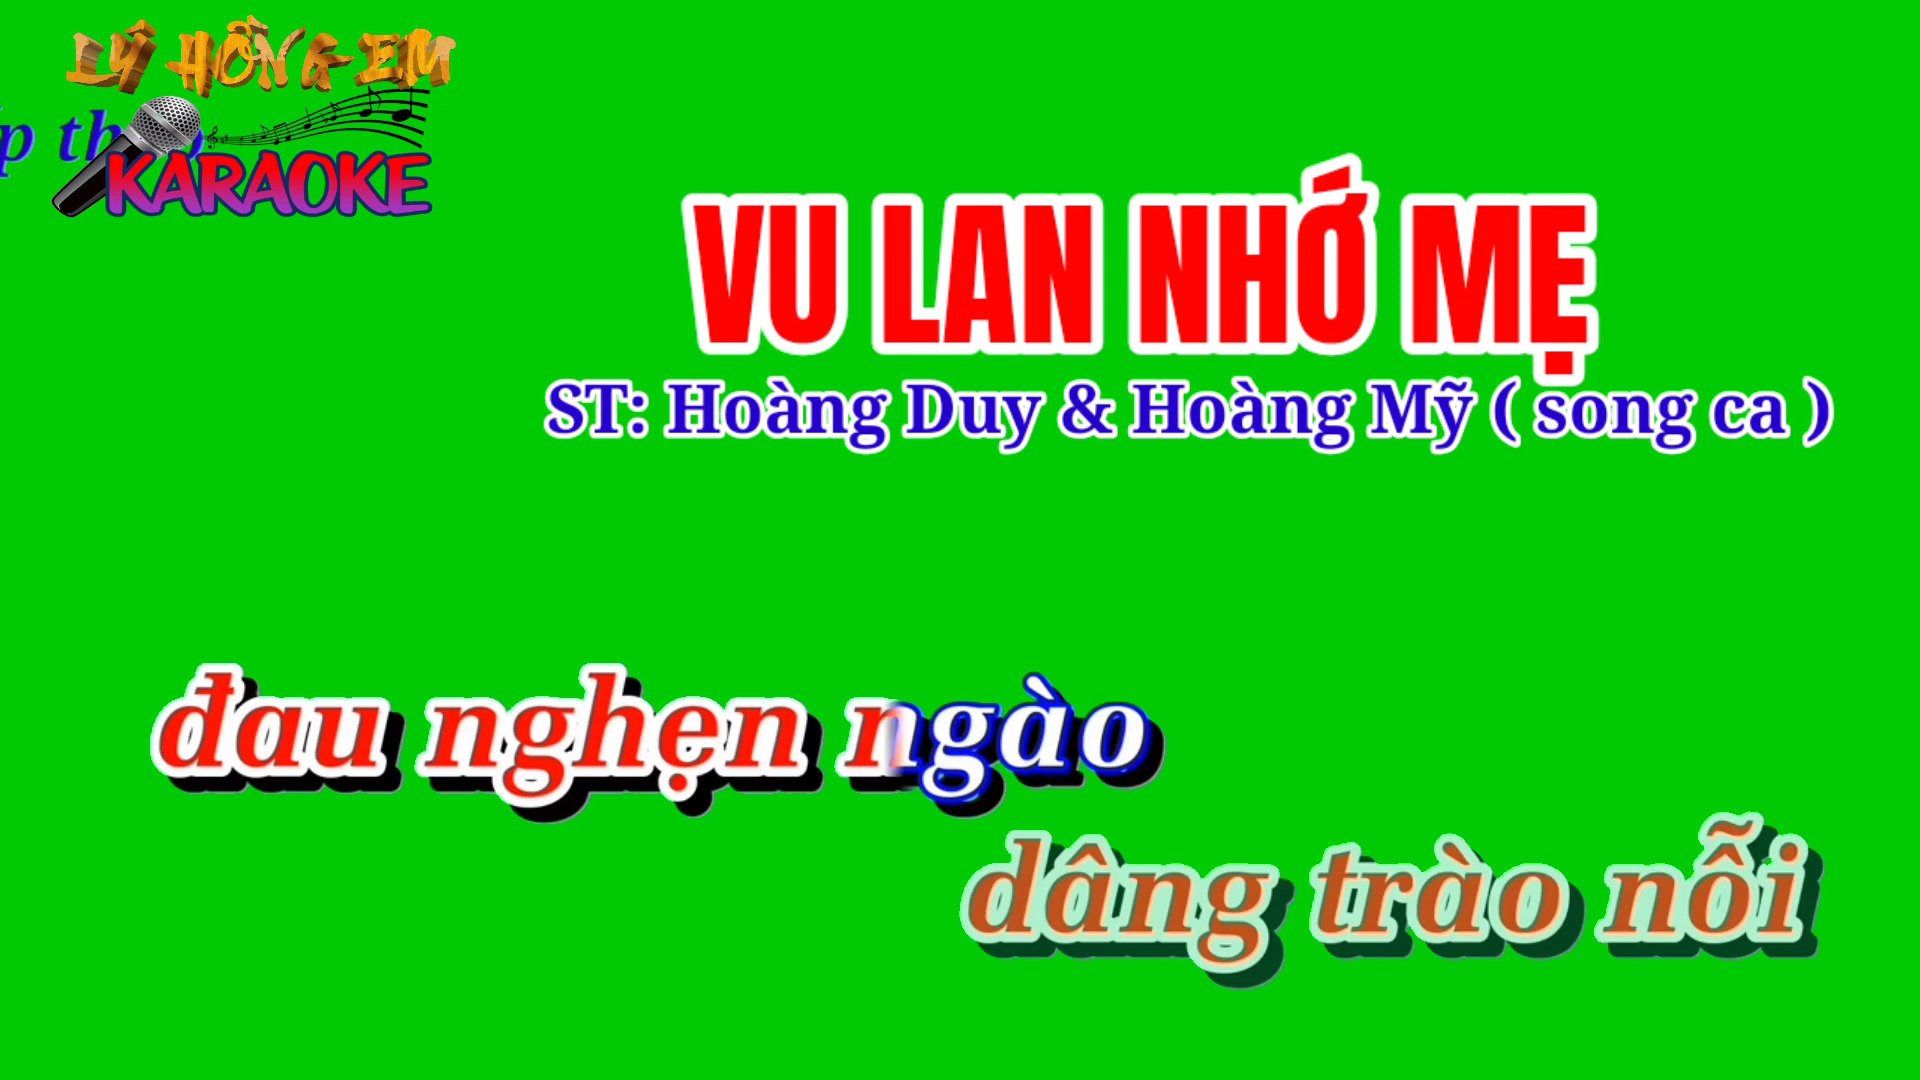 LÝ HỒNG EM
KARAOKE
VU LAN NHỚ MẸ
ST: Hoàng Duy & Hoàng Mỹ ( song ca )
đau nghẹn ngào
dâng trào nỗi